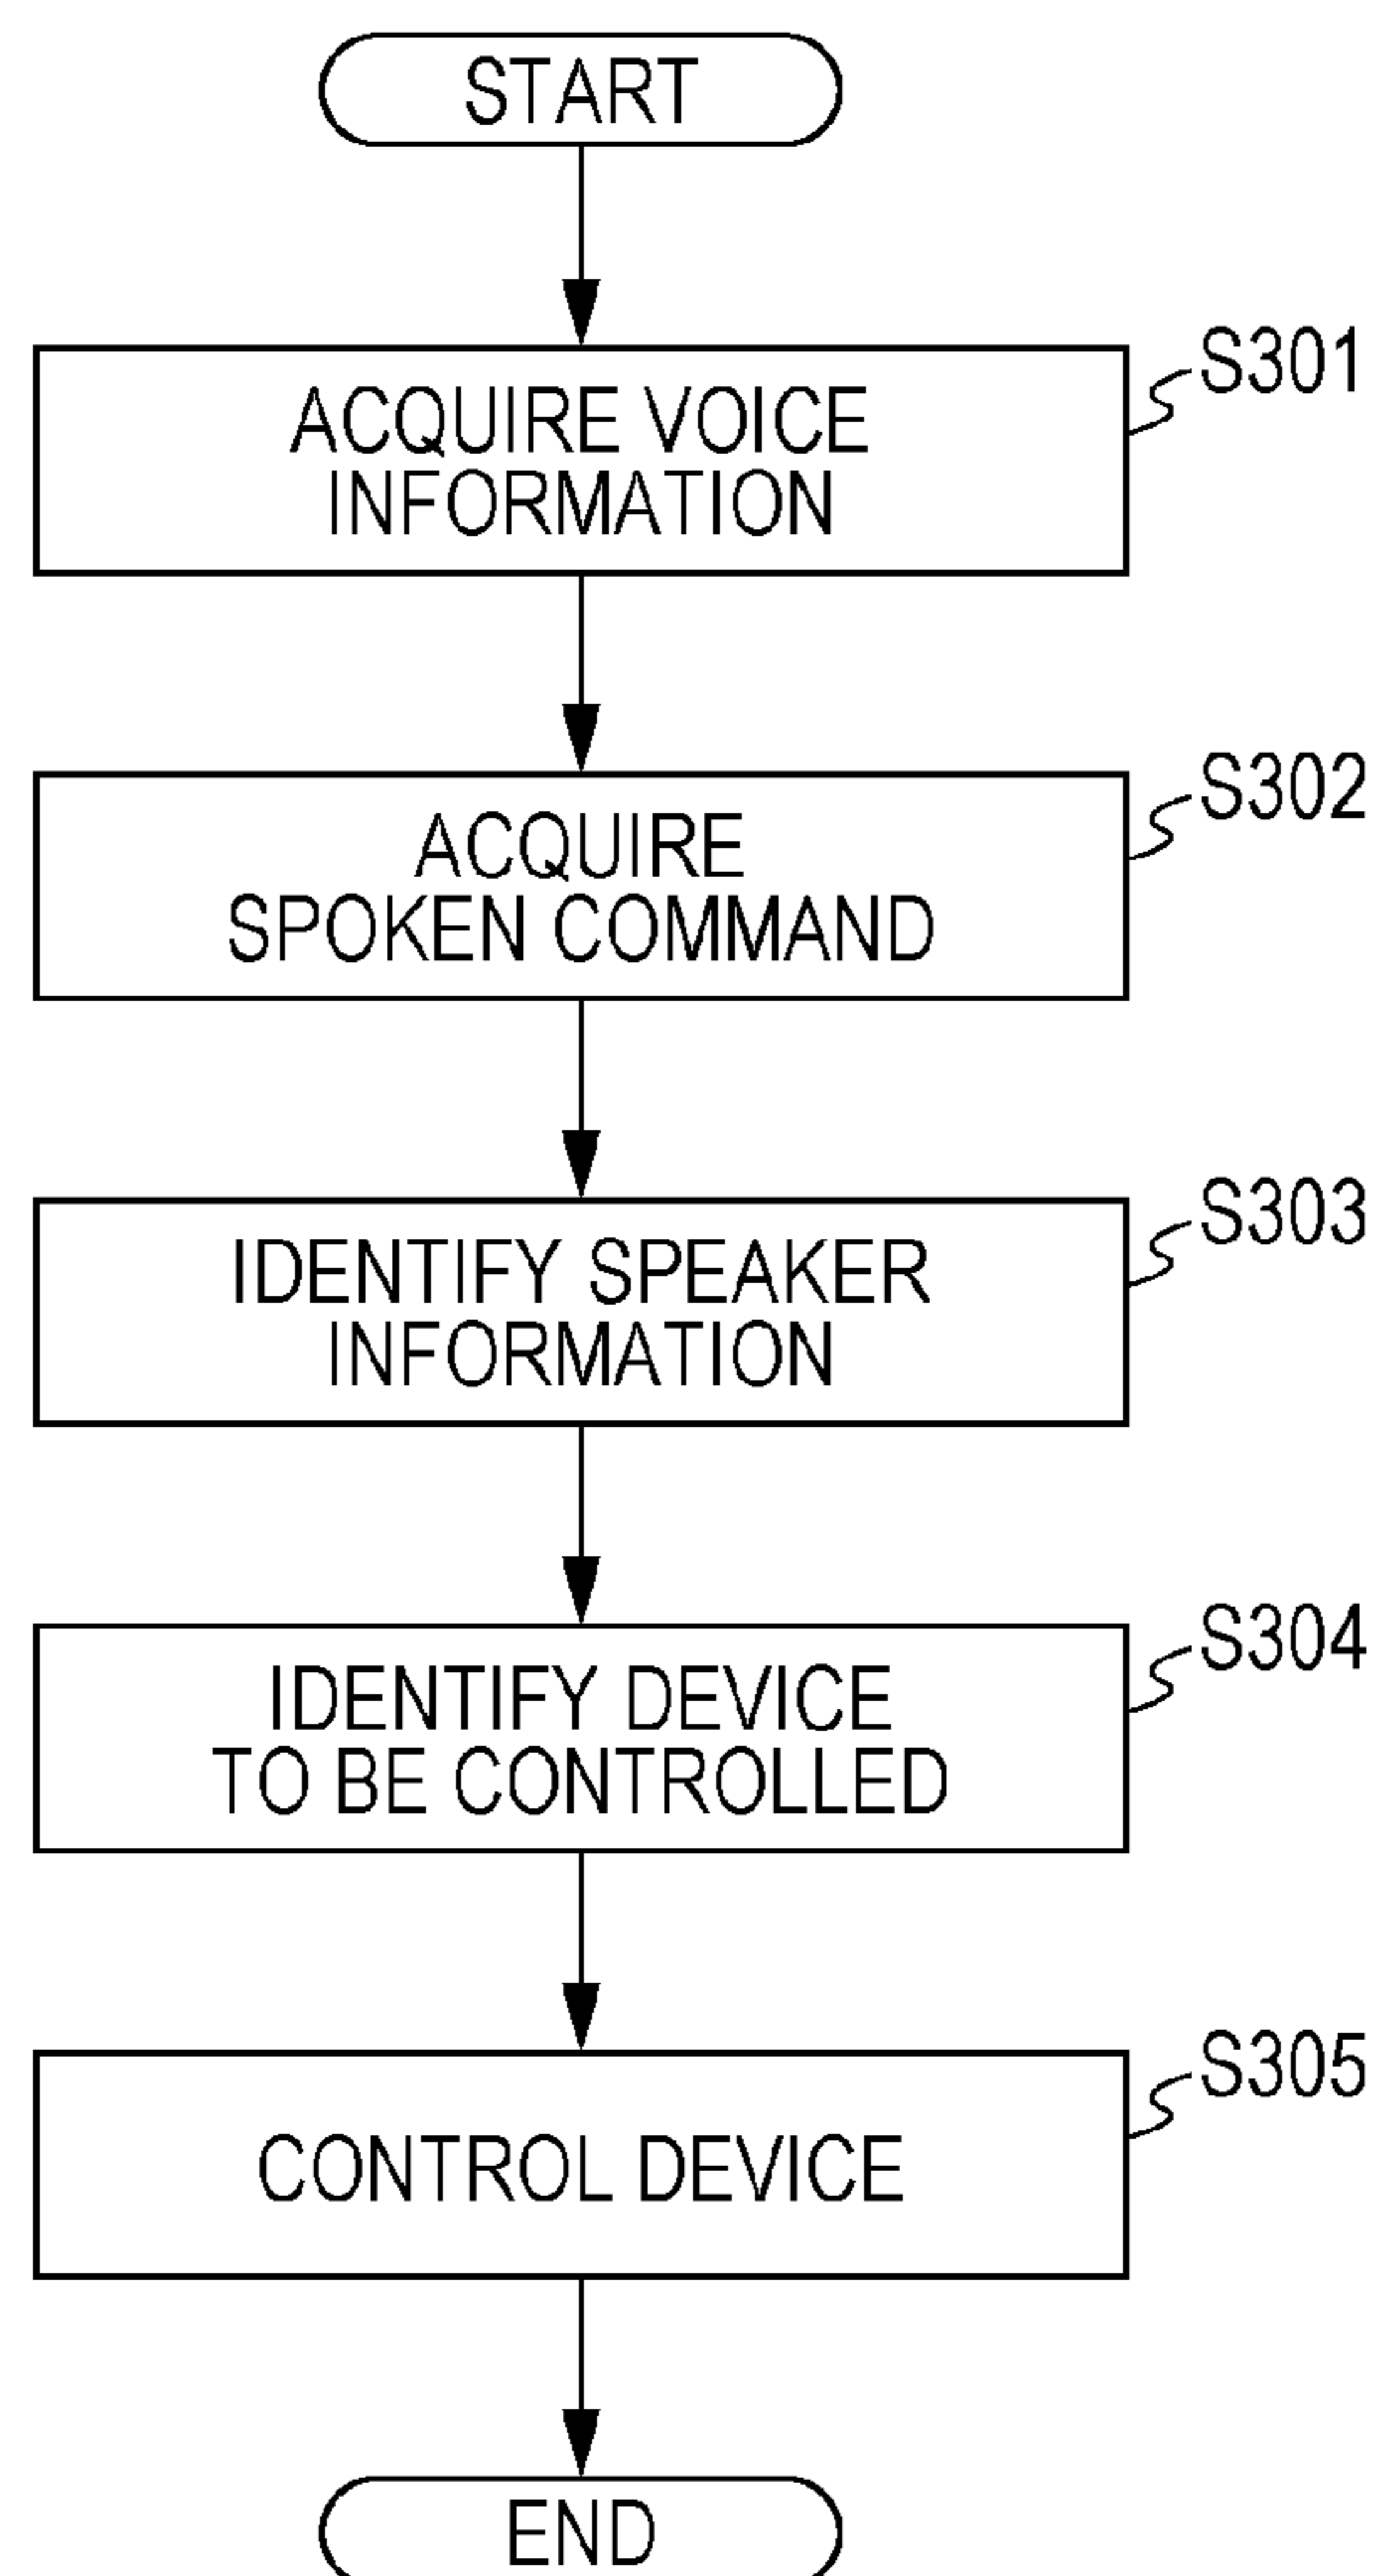 START
S301
ACQUIRE VOICE
INFORMATION
S302
ACQUIRE
SPOKEN COMMAND
S303
IDENTIFY SPEAKER
INFORMATION
S304
IDENTIFY DEVICE
TO BE CONTROLLED
S305
CONTROL DEVICE
END